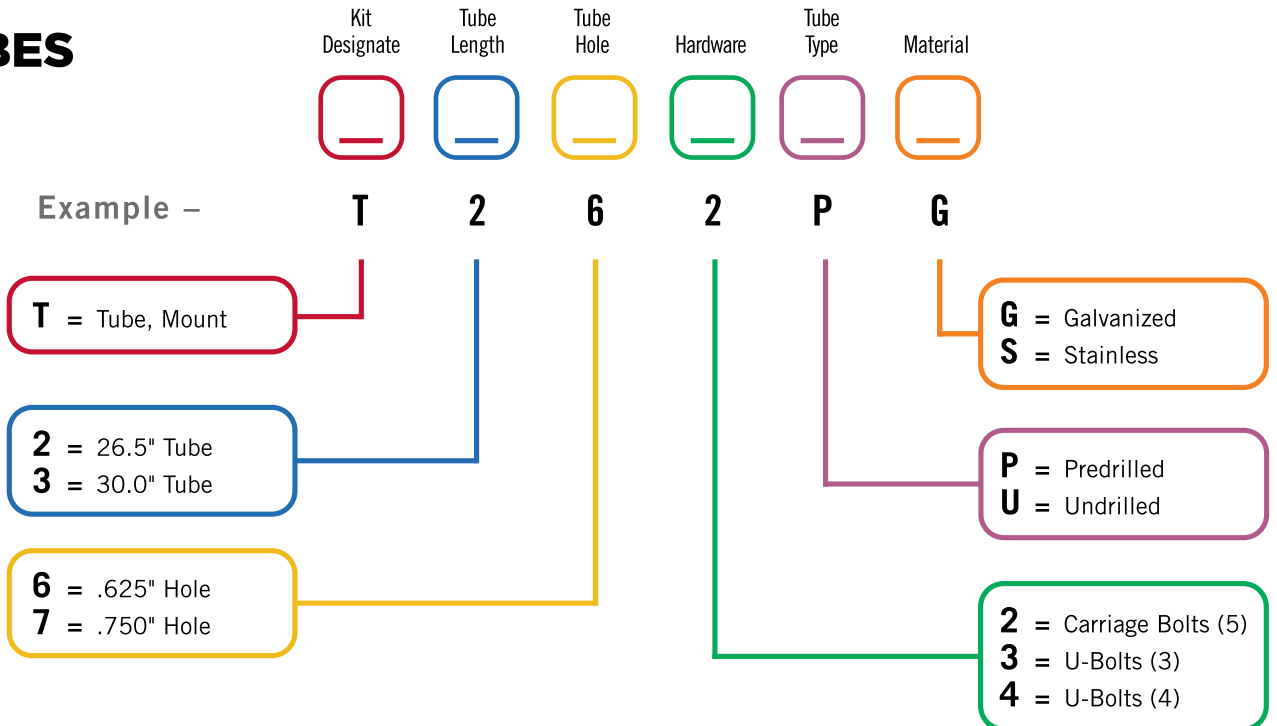 BES
Kit Designate
Tube Length
Tube Hole
Hardware
Tube Type
Material
Example –
T 2 6 2 P G
T = Tube, Mount
2 = 26.5" Tube
3 = 30.0" Tube
6 = .625" Hole
7 = .750" Hole
G = Galvanized
S = Stainless
P = Predrilled
U = Undrilled
2 = Carriage Bolts (5)
3 = U-Bolts (3)
4 = U-Bolts (4)